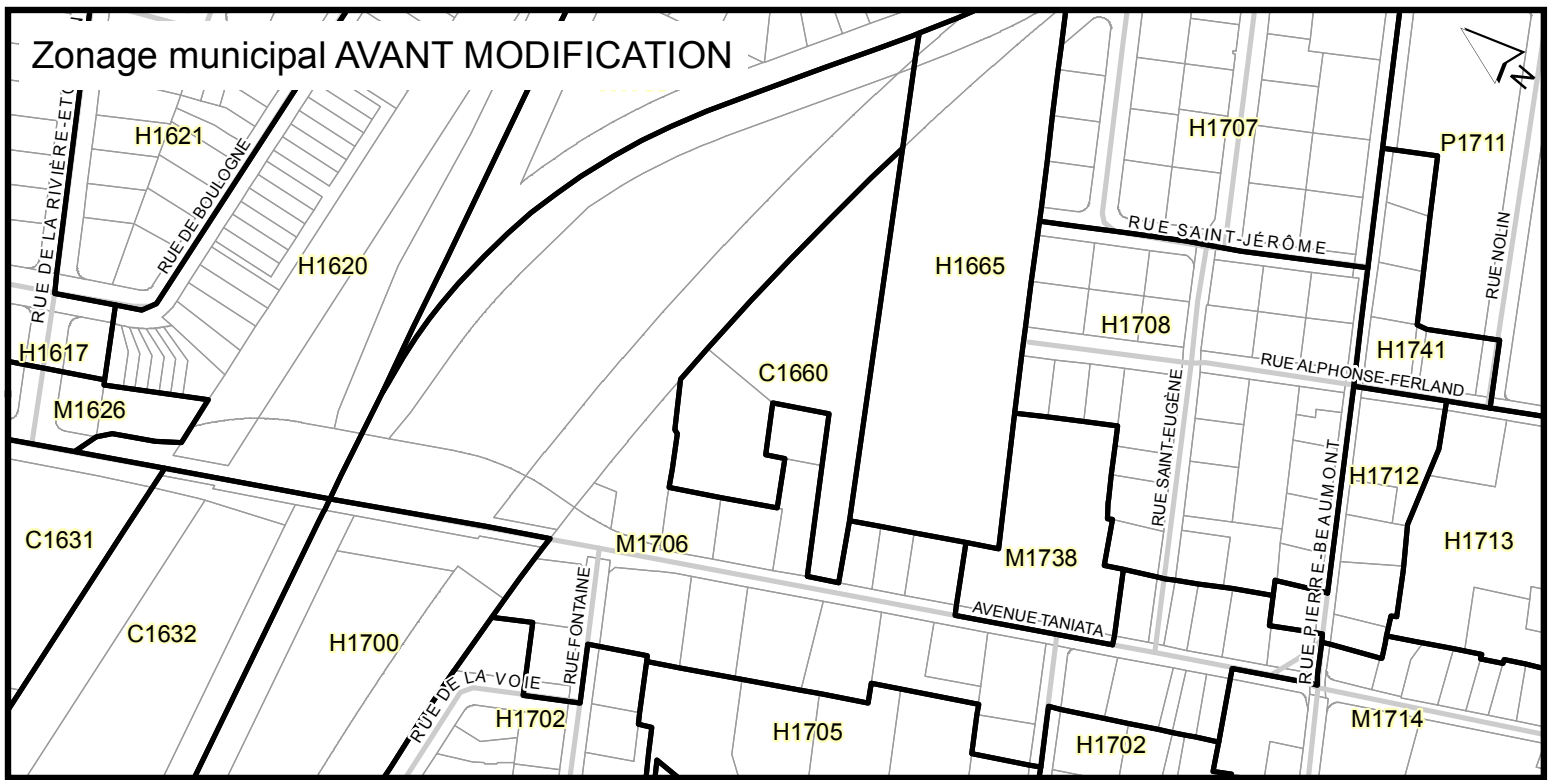 Zonage municipal AVANT MODIFICATION
N
H1621
H1707
P1711
RUE DE LA RIVIÈRE-ETC
RUE DE BOULOGNE
RUE SAINT-JÉRÔME
RUE NOLIN
H1620
H1665
H1708
H1617
C1660
RUE ALPHONSE-FERLAND
H1741
M1626
RUE SAINT-EUGÈNE
RUE PIERRE-BEAUMONT
H1712
C1631
M1706
M1738
H1713
C1632
H1700
RUE FONTAINE
AVENUE TANIATA
RUE DE LA VOIE
H1702
H1705
H1702
M1714